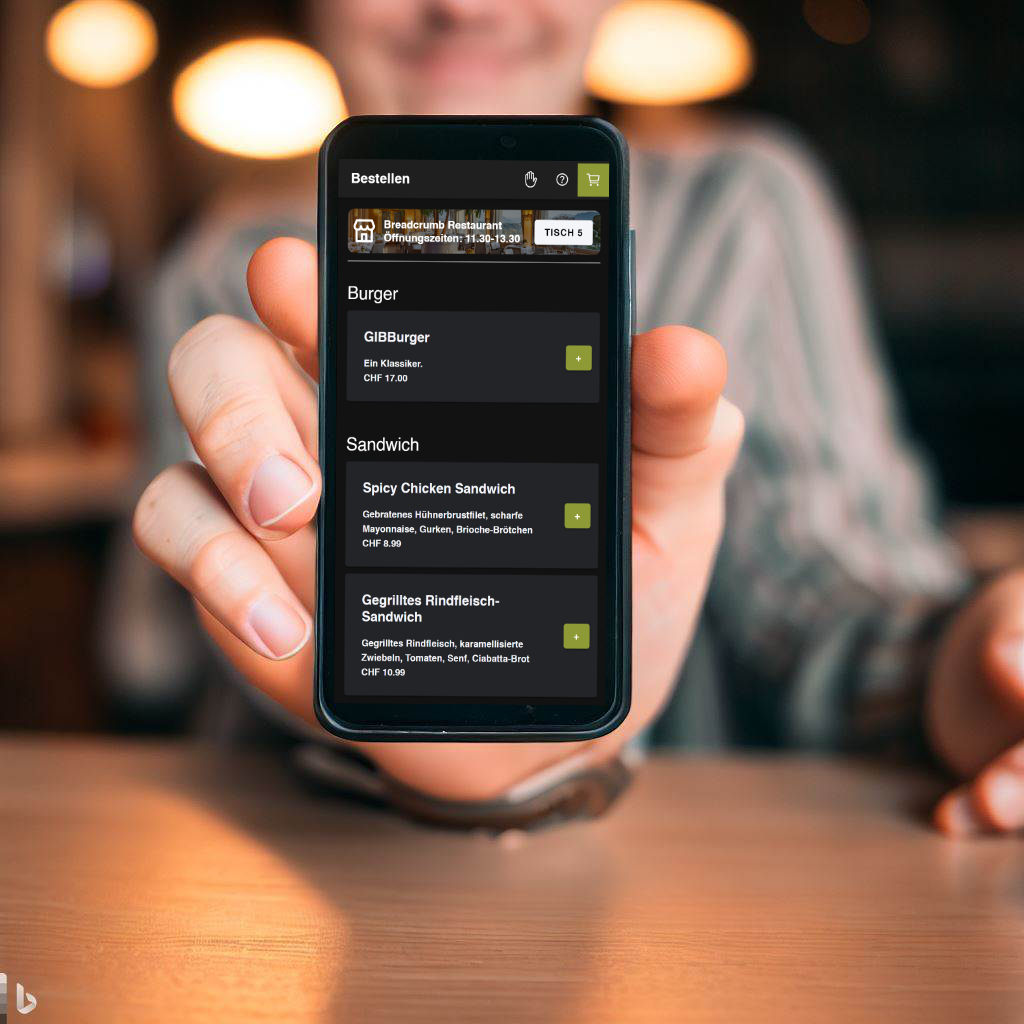 Bestellen
Breadcrumb Restaurant
Öffnungszeiten: 11.30-13.30
TISCH 5
Burger
GIBBurger
Ein Klassiker.
CHF 17.00
+
Sandwich
Spicy Chicken Sandwich
Gebratenes Hühnerbrustfilet, scharfe
Mayonnaise, Gurken, Brioche-Brötchen
CHF 8.99
+
Gegrilltes Rindfleisch-
Sandwich
Gegrilltes Rindfleisch, karamellisierte
Zwiebeln, Tomaten, Senf, Ciabatta-Brot
CHF 10.99
+